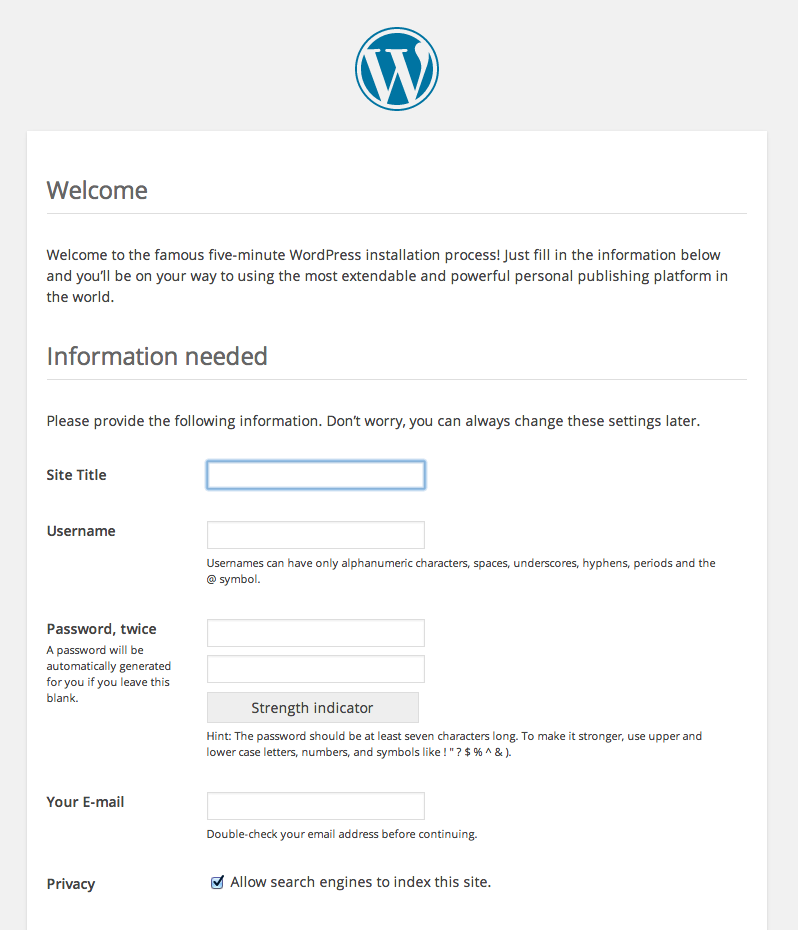 Welcome
Welcome to the famous five-minute WordPress installation process! Just fill in the information below
and you’ll be on your way to using the most extendable and powerful personal publishing platform in
the world.
Information needed
Please provide the following information. Don’t worry, you can always change these settings later.
Site Title
Username
Usernames can have only alphanumeric characters, spaces, underscores, hyphens, periods and the
@ symbol.
Password, twice
A password will be
automatically generated
for you if you leave this
blank.
Strength indicator
Hint: The password should be at least seven characters long. To make it stronger, use upper and
lower case letters, numbers, and symbols like ! " ? $ % ^ & ).
Your E-mail
Double-check your email address before continuing.
Privacy
Allow search engines to index this site.